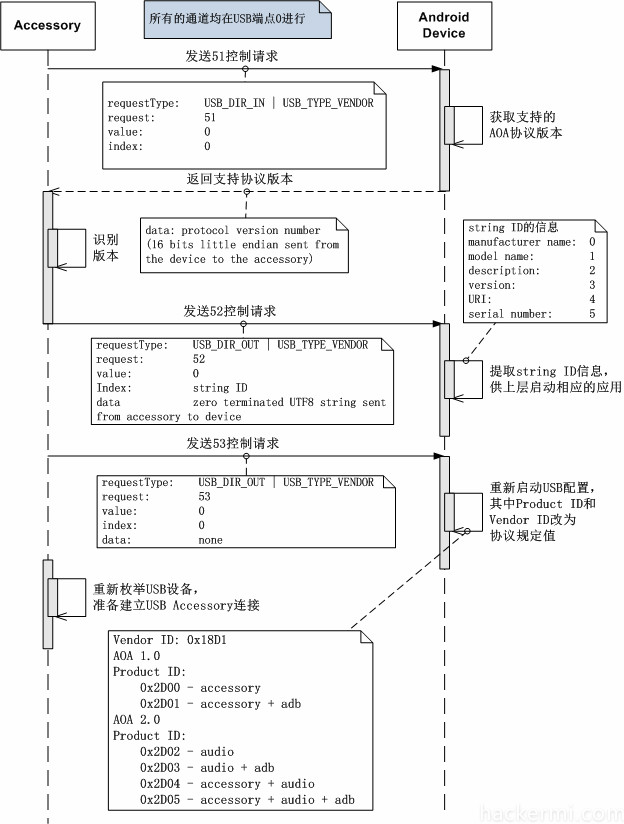 Accessory
所有的通道均在USB端点0进行
Android
Device
发送51控制请求
requestType: USB_DIR_IN | USB_TYPE_VENDOR
request: 51
value: 0
index: 0
获取支持的
AOA协议版本
返回支持协议版本
data: protocol version number
(16 bits little endian sent from
the device to the accessory)
识别
版本
string ID的信息
manufacturer name: 0
model name: 1
description: 2
version: 3
URI: 4
serial number: 5
发送52控制请求
requestType: USB_DIR_OUT | USB_TYPE_VENDOR
request: 52
value: 0
Index: string ID
data zero terminated UTF8 string sent
from accessory to device
提取string ID信息,
供上层启动相应的应用
发送53控制请求
requestType: USB_DIR_OUT | USB_TYPE_VENDOR
request: 53
value: 0
index: 0
data: none
重新启动USB配置,
其中Product ID和
Vendor ID改为
协议规定值
重新枚举USB设备,
准备建立USB Accessory连接
Vendor ID: 0x18D1
AOA 1.0
Product ID:
0x2D00 - accessory
0x2D01 - accessory + adb
AOA 2.0
Product ID:
0x2D02 - audio
0x2D03 - audio + adb
0x2D04 - accessory + audio
0x2D05 - accessory + audio + adb
hackermi.com